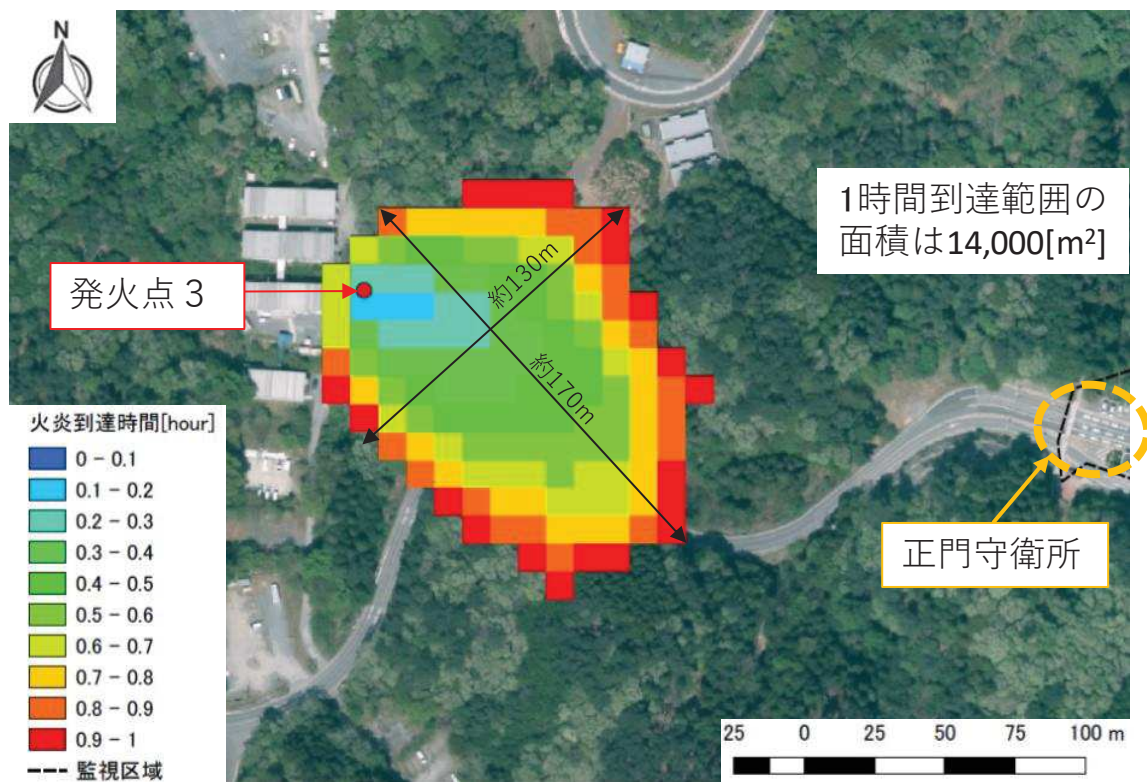 N
1時間到達範囲の
面積は14,000[m²]
発火点3
約130m
約170m
正門守衛所
火炎到達時間[hour]
0 - 0.1
0.1 - 0.2
0.2 - 0.3
0.3 - 0.4
0.4 - 0.5
0.5 - 0.6
0.6 - 0.7
0.7 - 0.8
0.8 - 0.9
0.9 - 1
監視区域
25 0 25 50 75 100 m